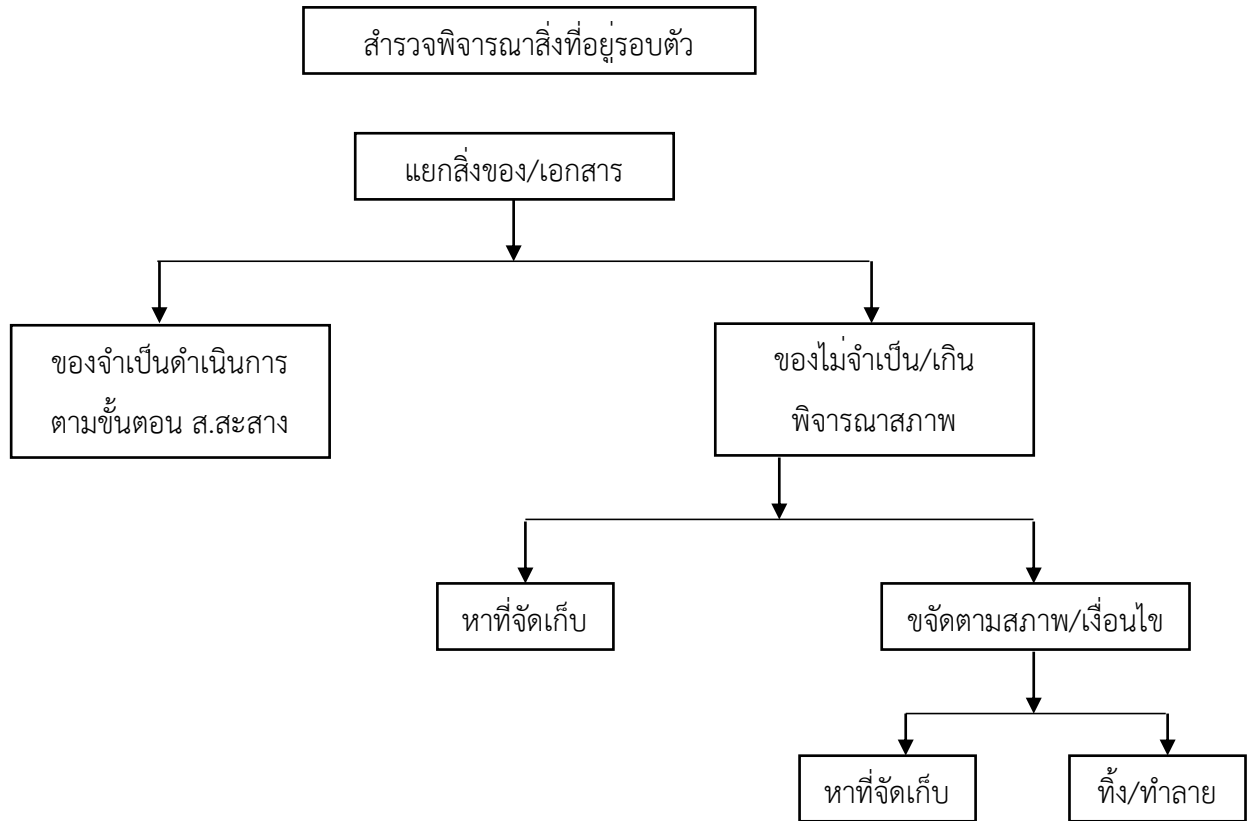 สำรวจพิจารณาสิ่งที่อยู่รอบตัว
แยกสิ่งของ/เอกสาร
ของจำเป็นดำเนินการ
ตามขั้นตอน ส.สะสาง
ของไม่จำเป็น/เกิน
พิจารณาสภาพ
หาที่จัดเก็บ
ขจัดตามสภาพ/เงื่อนไข
หาที่จัดเก็บ
ทิ้ง/ทำลาย